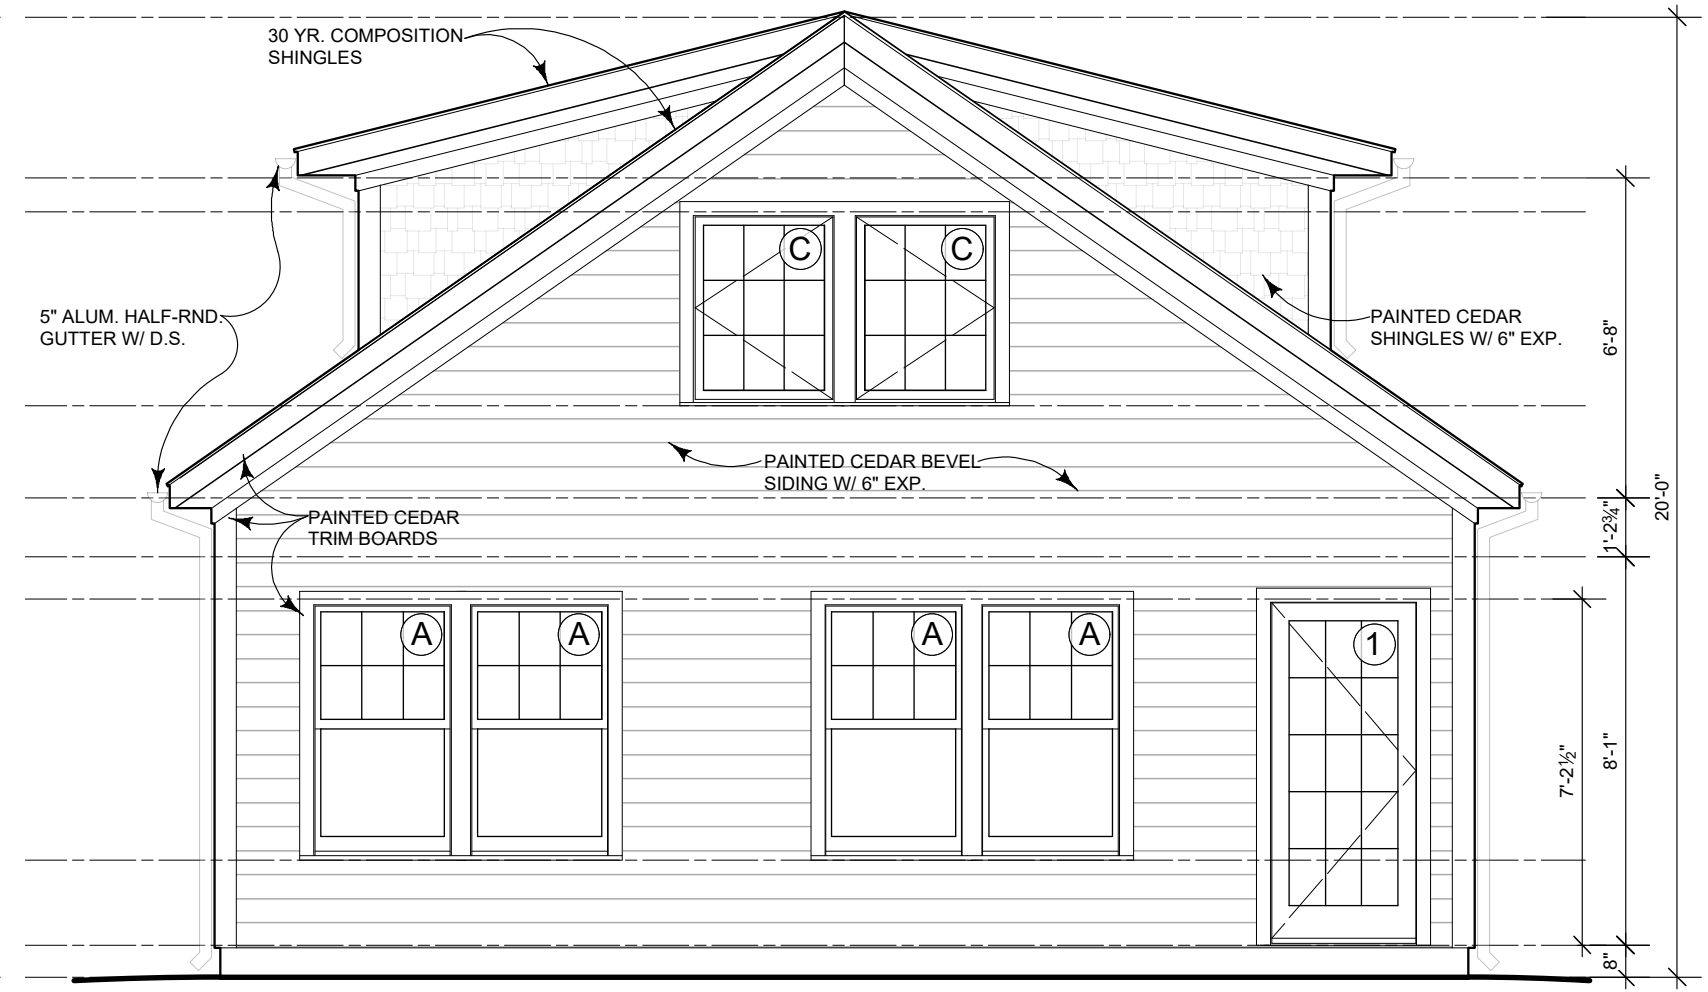 30 YR. COMPOSITION
SHINGLES
C
C
5" ALUM. HALF-RND.
GUTTER W/ D.S.
PAINTED CEDAR
SHINGLES W/ 6" EXP.
6'-8"
PAINTED CEDAR BEVEL
SIDING W/ 6" EXP.
20'-0"
1'-2¾"
PAINTED CEDAR
TRIM BOARDS
A
A
A
A
1
7'-2½"
8'-1"
8"